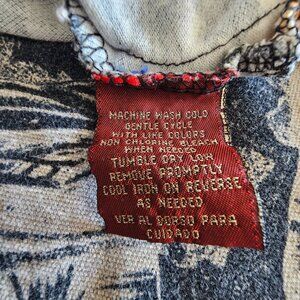 MACHINE WASH COLD
GENTLE CYCLE
WITH LIKE COLORS
NON CHLORINE BLEACH
WHEN NEEDED
TUMBLE DRY LOW
REMOVE PROMPTLY
COOL IRON ON REVERSE
AS NEEDED
VER AL DORSO PARA
CUIDADO